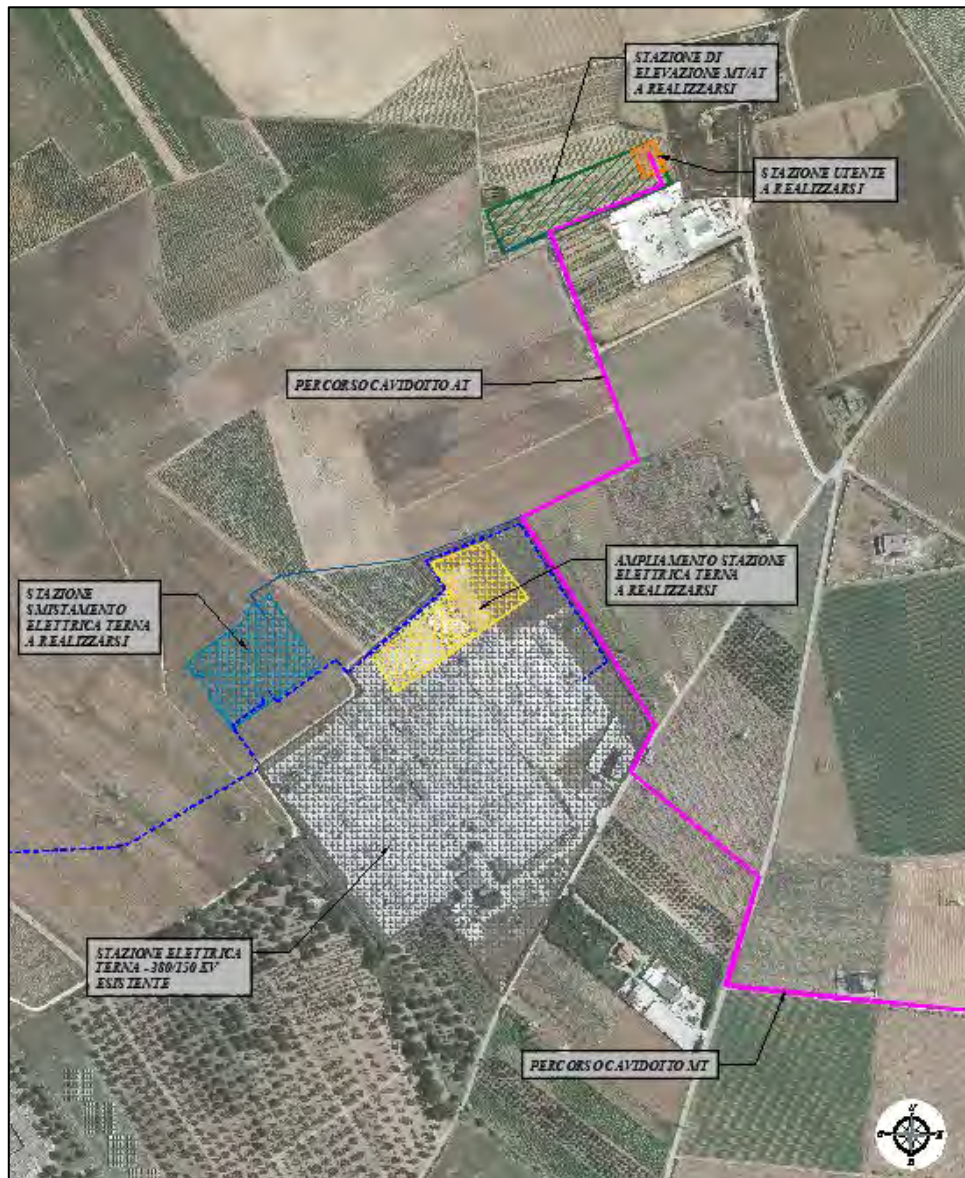 STAZIONE DI
ELEVAZIONE MT/AT
A REALIZZARSI
STAZIONE UTENTE
A REALIZZARSI
PERCORSO CAVIDOTTO AT
AMPLIAMENTO STAZIONE
ELETTRICA TERNA
A REALIZZARSI
STAZIONE
SMISTAMENTO
ELETTRICA TERNA
A REALIZZARSI
STAZIONE ELETTRICA
TERNA - 380/150 KV
ESISTENTE
PERCORSO CAVIDOTTO MT